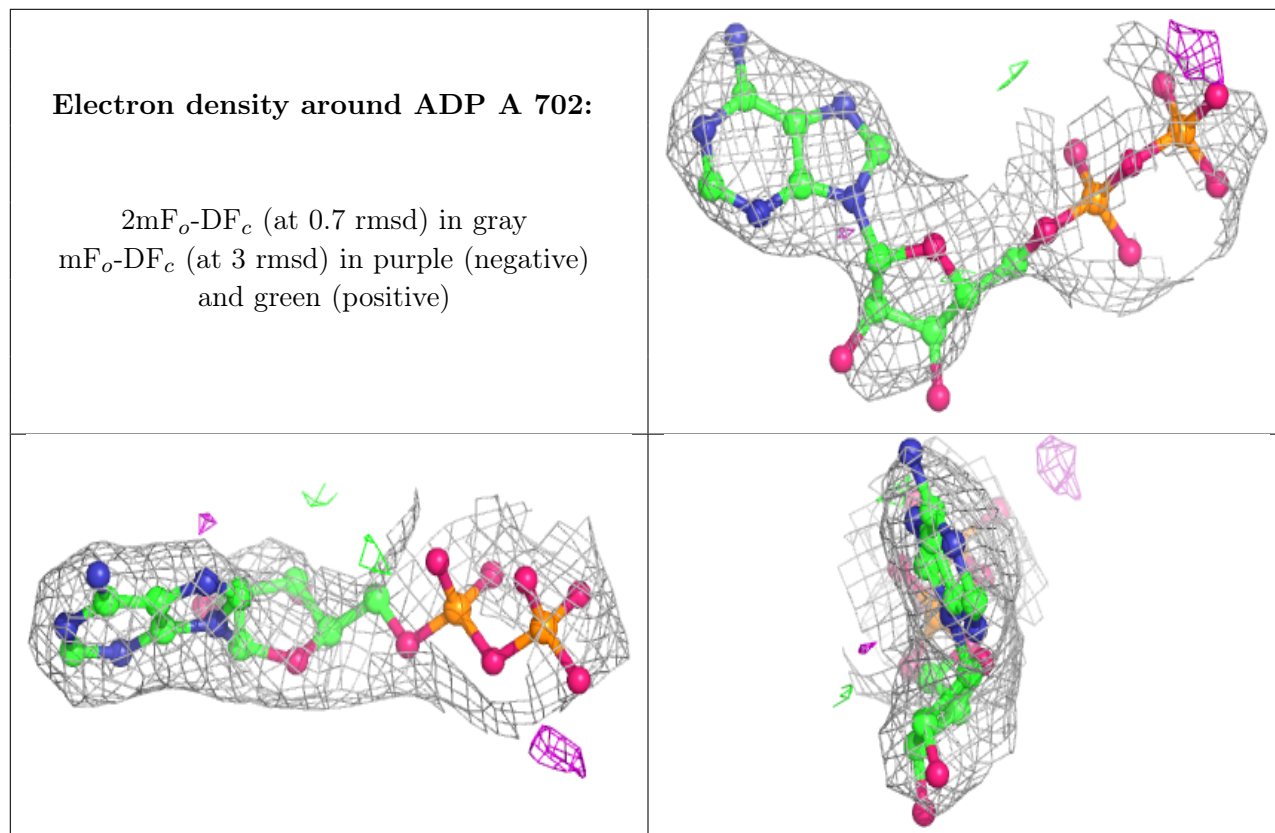 Electron density around ADP A 702:
2mFo-DFc (at 0.7 rmsd) in gray
mFo-DFc (at 3 rmsd) in purple (negative)
and green (positive)